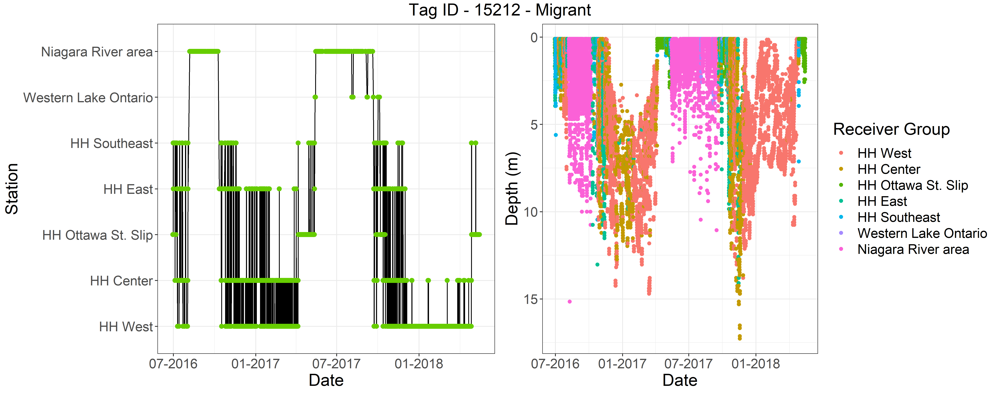 Tag ID - 15212 - Migrant
Station
Niagara River area
Western Lake Ontario
HH Southeast
HH East
HH Ottawa St. Slip
HH Center
HH West
07-2016
01-2017
07-2017
01-2018
Date
Depth (m)
0
5
10
15
07-2016
01-2017
07-2017
01-2018
Date
Receiver Group
HH West
HH Center
HH Ottawa St. Slip
HH East
HH Southeast
Western Lake Ontario
Niagara River area